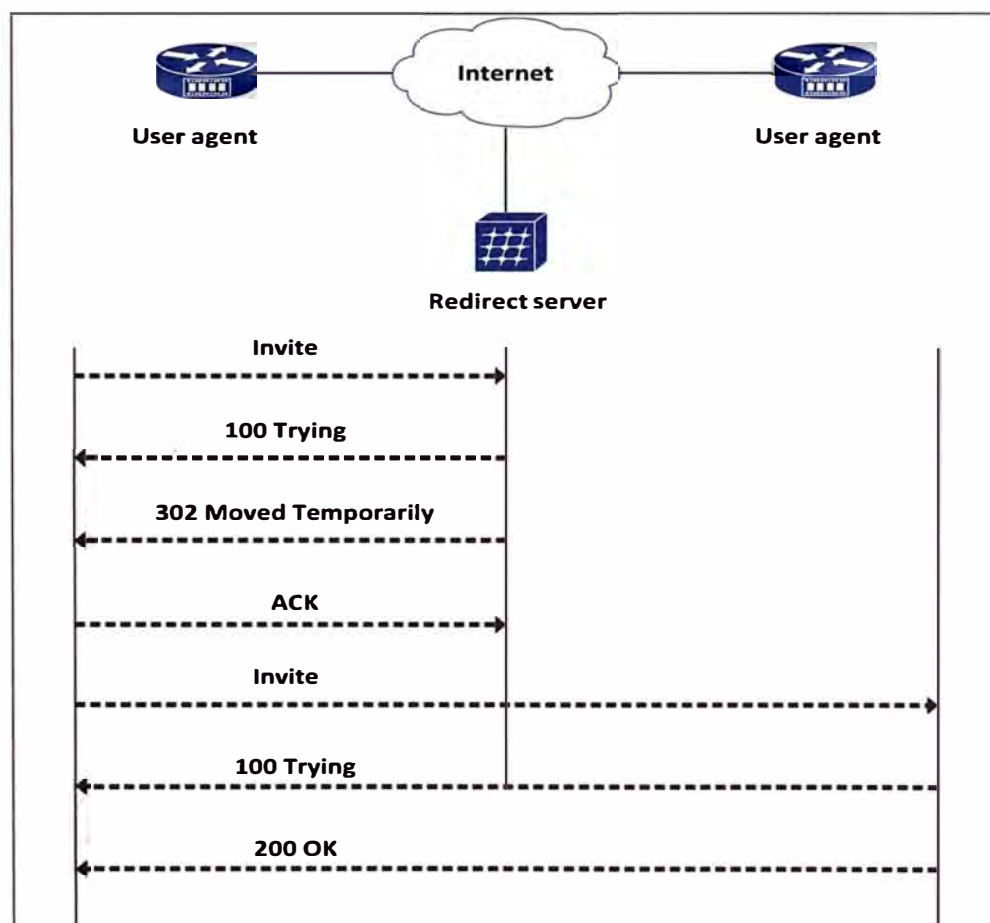 Internet
User agent
User agent
Redirect server
Invite
100 Trying
302 Moved Temporarily
ACK
Invite
100 Trying
200 OK